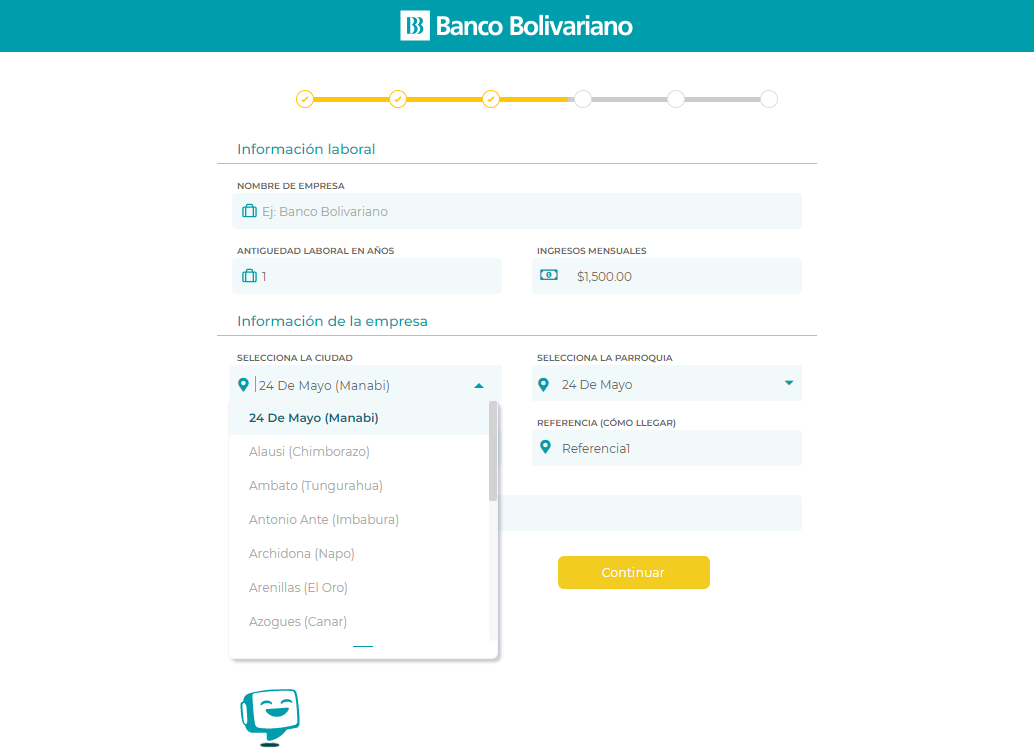 Banco Bolivariano
Información laboral
NOMBRE DE EMPRESA
Ej: Banco Bolivariano
ANTIGUEDAD LABORAL EN AÑOS
1
INGRESOS MENSUALES
$1,500.00
Información de la empresa
SELECCIONA LA CIUDAD
24 De Mayo (Manabi)
SELECCIONA LA PARROQUIA
24 De Mayo
24 De Mayo (Manabi)
Alausi (Chimborazo)
Ambato (Tungurahua)
Antonio Ante (Imbabura)
Archidona (Napo)
Arenillas (El Oro)
Azogues (Canar)
REFERENCIA (CÓMO LLEGAR)
Referencia1
Continuar